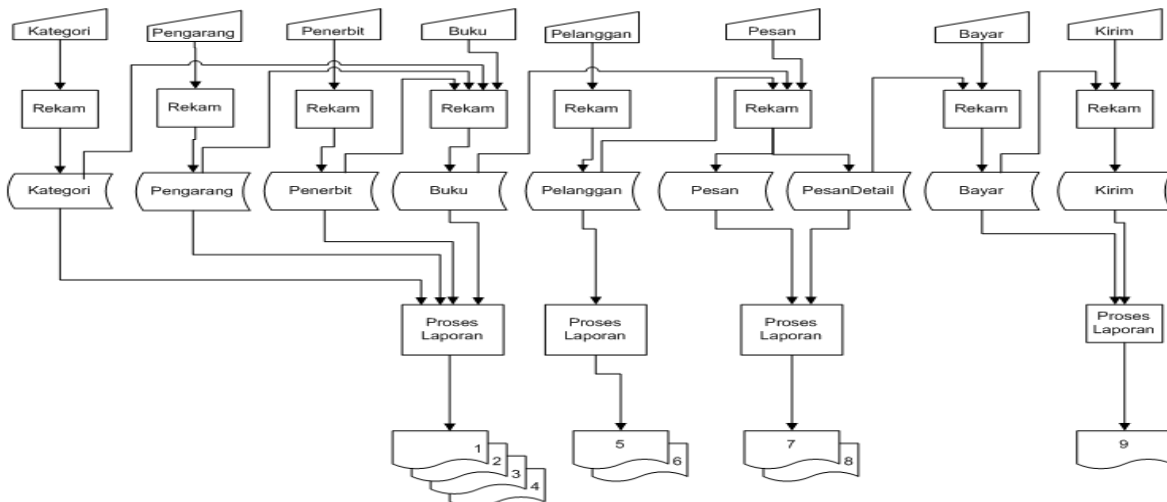 Kategori
Pengarang
Penerbit
Buku
Pelanggan
Pesan
Bayar
Kirim
Rekam
Rekam
Rekam
Rekam
Rekam
Rekam
Rekam
Rekam
Kategori
Pengarang
Penerbit
Buku
Pelanggan
Pesan
PesanDetail
Bayar
Kirim
Proses
Laporan
Proses
Laporan
Proses
Laporan
Proses
Laporan
1
2
3
4
5
6
7
8
9